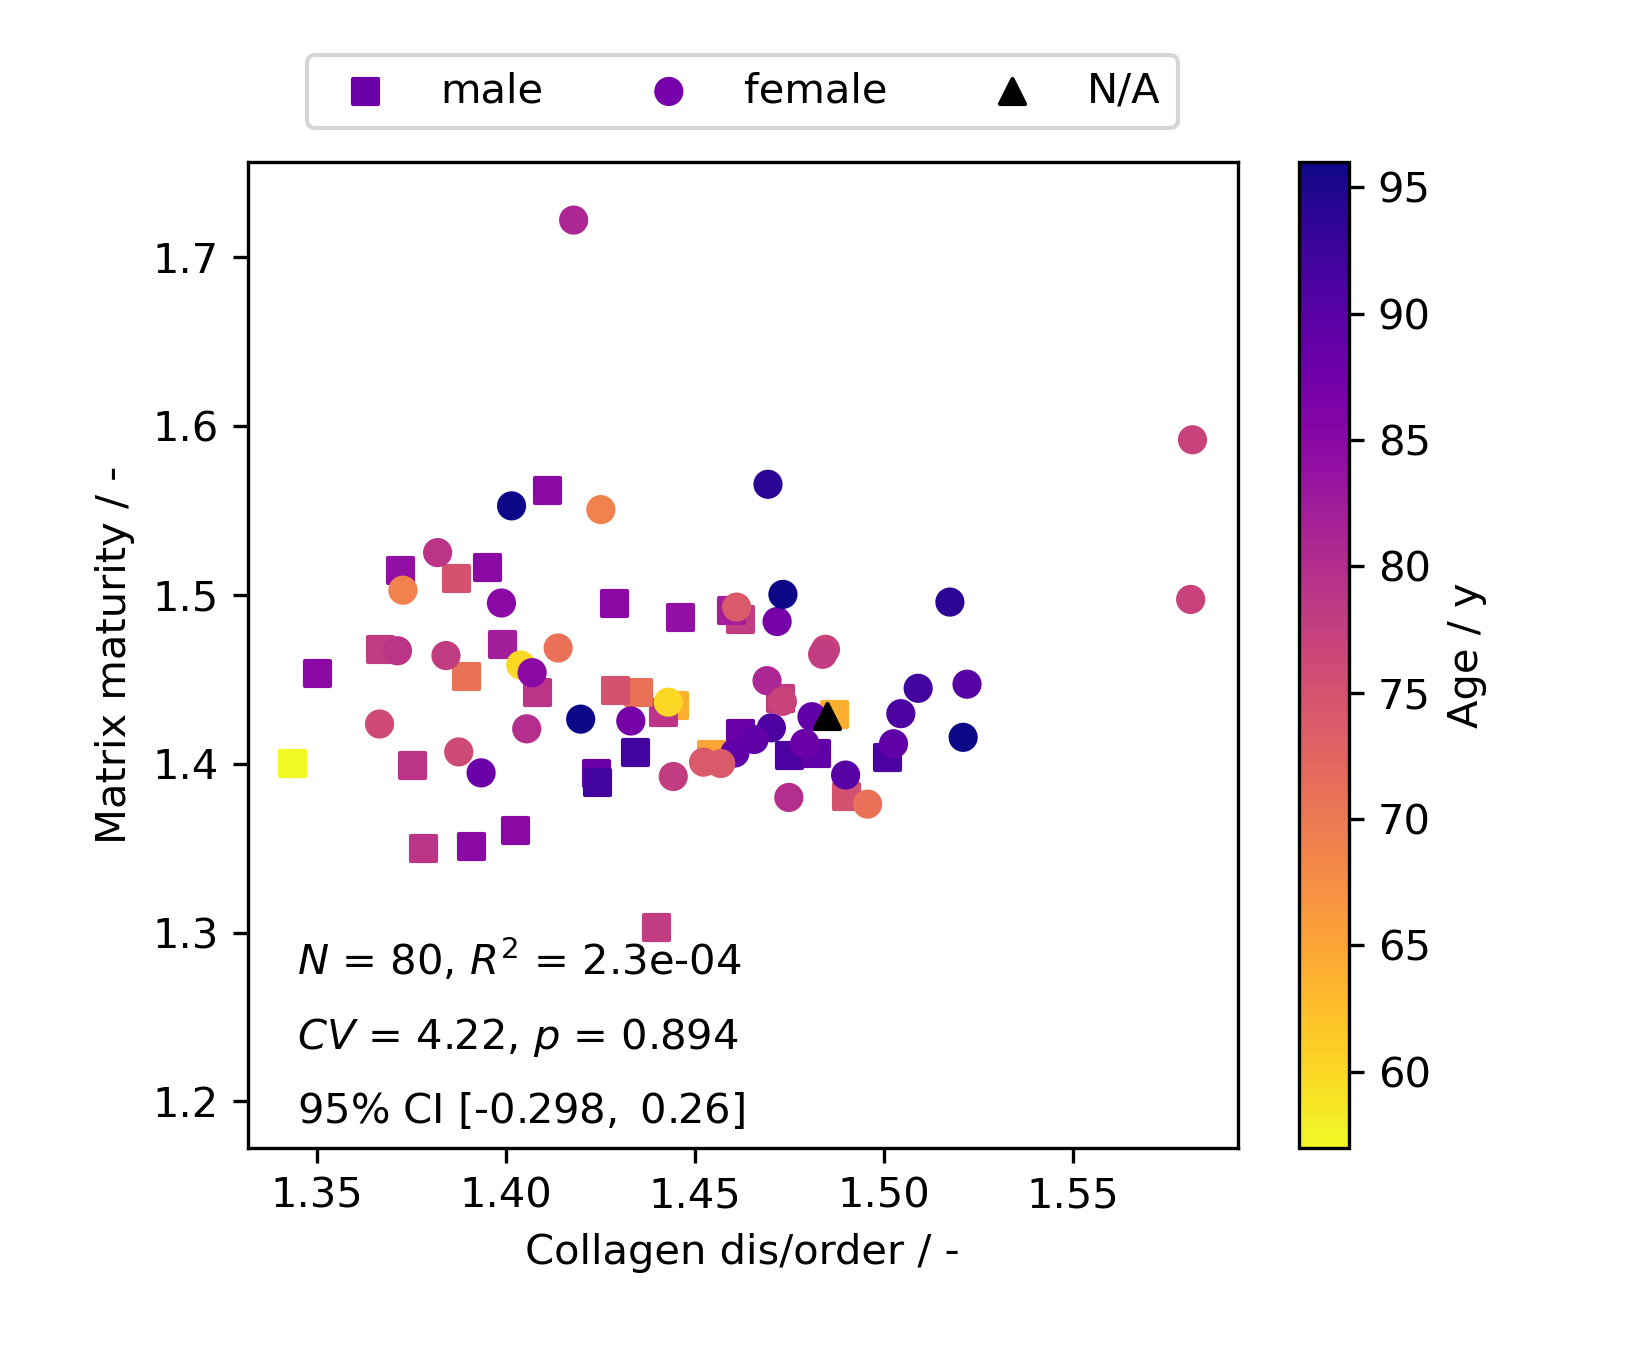 male female N/A
1.7
1.6
1.5
1.4
1.3
1.2
Matrix maturity / -
N = 80, R² = 2.3e-04
CV = 4.22, p = 0.894
95% CI [-0.298, 0.26]
1.35 1.40 1.45 1.50 1.55
Collagen dis/order / -
95
90
85
80
75
70
65
60
Age / y